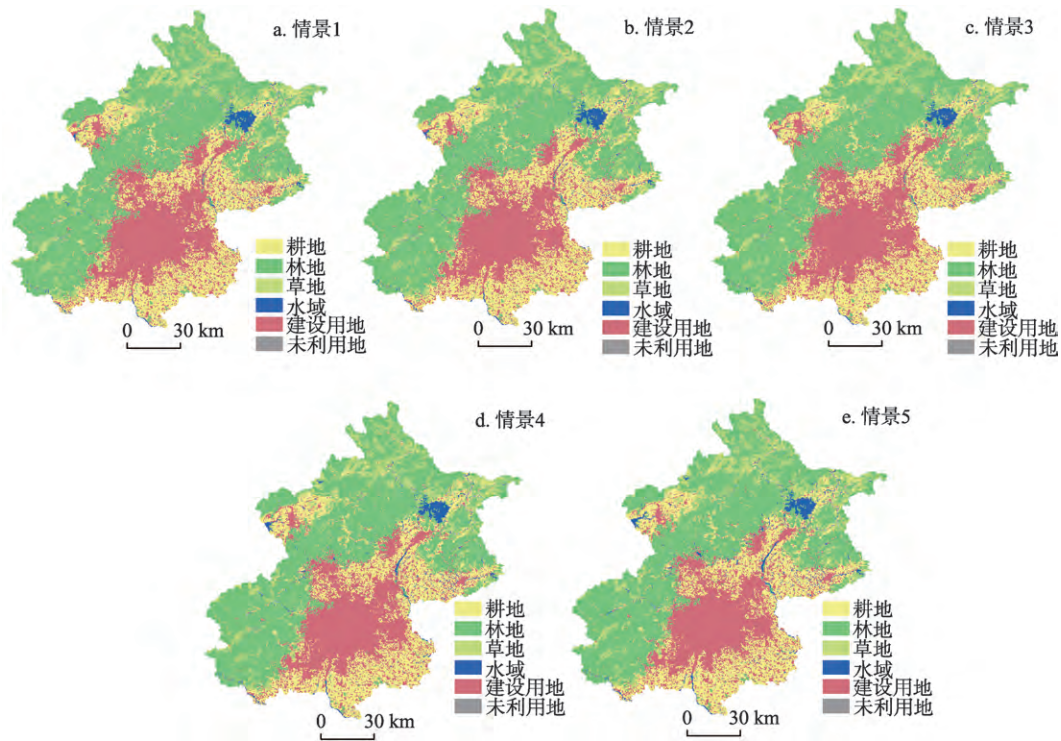 a. 情景1
耕地
林地
草地
水域
建设用地
未利用地
0 30 km
b. 情景2
耕地
林地
草地
水域
建设用地
未利用地
0 30 km
c. 情景3
耕地
林地
草地
水域
建设用地
未利用地
0 30 km
d. 情景4
耕地
林地
草地
水域
建设用地
未利用地
0 30 km
e. 情景5
耕地
林地
草地
水域
建设用地
未利用地
0 30 km